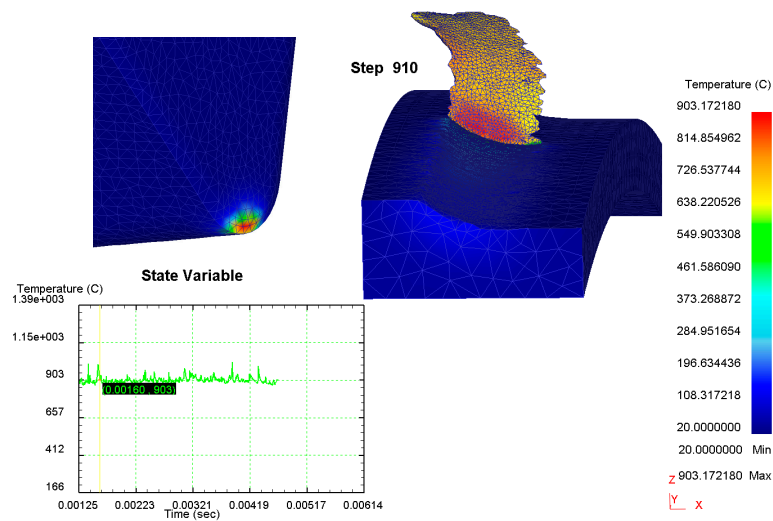 Step 910
Temperature (C)
903.172180
814.854962
726.537744
638.220526
549.903308
461.586090
373.268872
284.951654
196.634436
108.317218
20.0000000
20.0000000 Min
903.172180 Max
Z
Y
X
State Variable
Temperature (C)
1.39e+003
1.15e+003
903
657
412
166
(0.00160 , 903)
0.00125 0.00223 0.00321 0.00419 0.00517 0.00614
Time (sec)